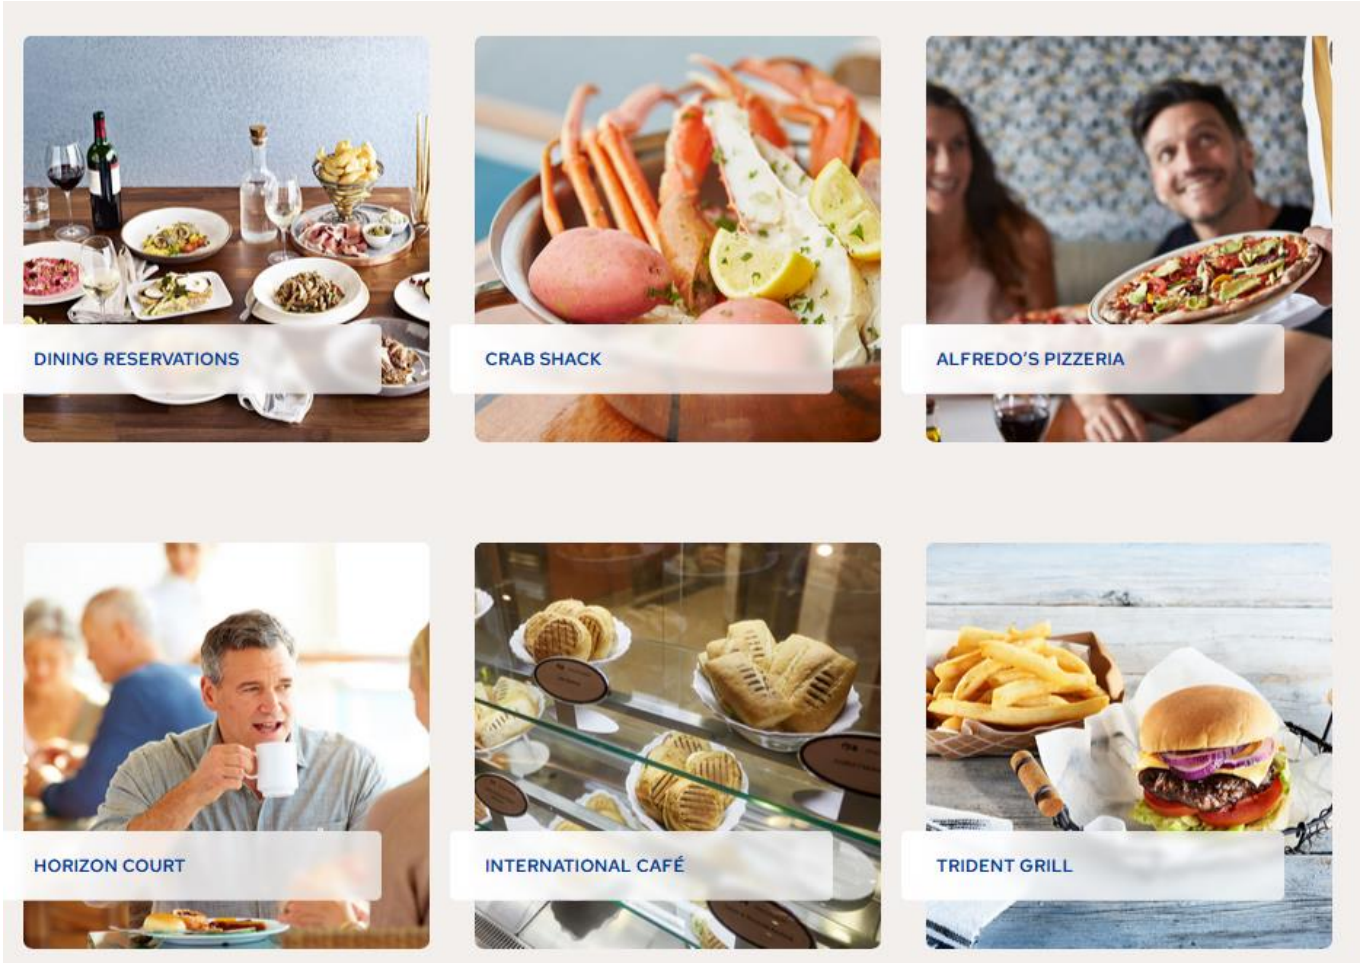 DINING RESERVATIONS
CRAB SHACK
ALFREDO'S PIZZERIA
HORIZON COURT
INTERNATIONAL CAFÉ
TRIDENT GRILL